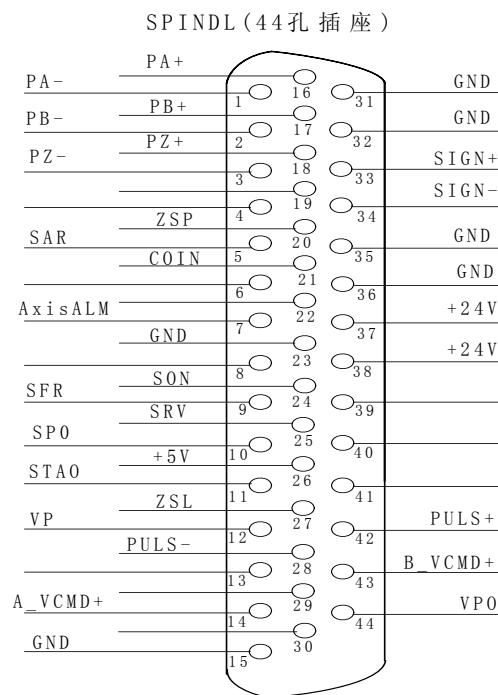 SPINDL(44孔插座)
PA+
GND
PA-
1
16
31
PB+
GND
PB-
2
17
32
PZ+
SIGN+
PZ-
3
18
33
SIGN-
4
19
34
ZSP
GND
SAR
5
20
35
COIN
GND
6
21
36
AxisALM
+24V
7
22
37
GND
+24V
8
23
38
SON
SFR
9
24
39
SRV
SPO
10
25
40
+5V
STAO
11
26
41
ZSL
PULS+
VP
12
27
42
PULS-
B_VCMD+
13
28
43
A_VCMD+
VPO
14
29
44
GND
15
30